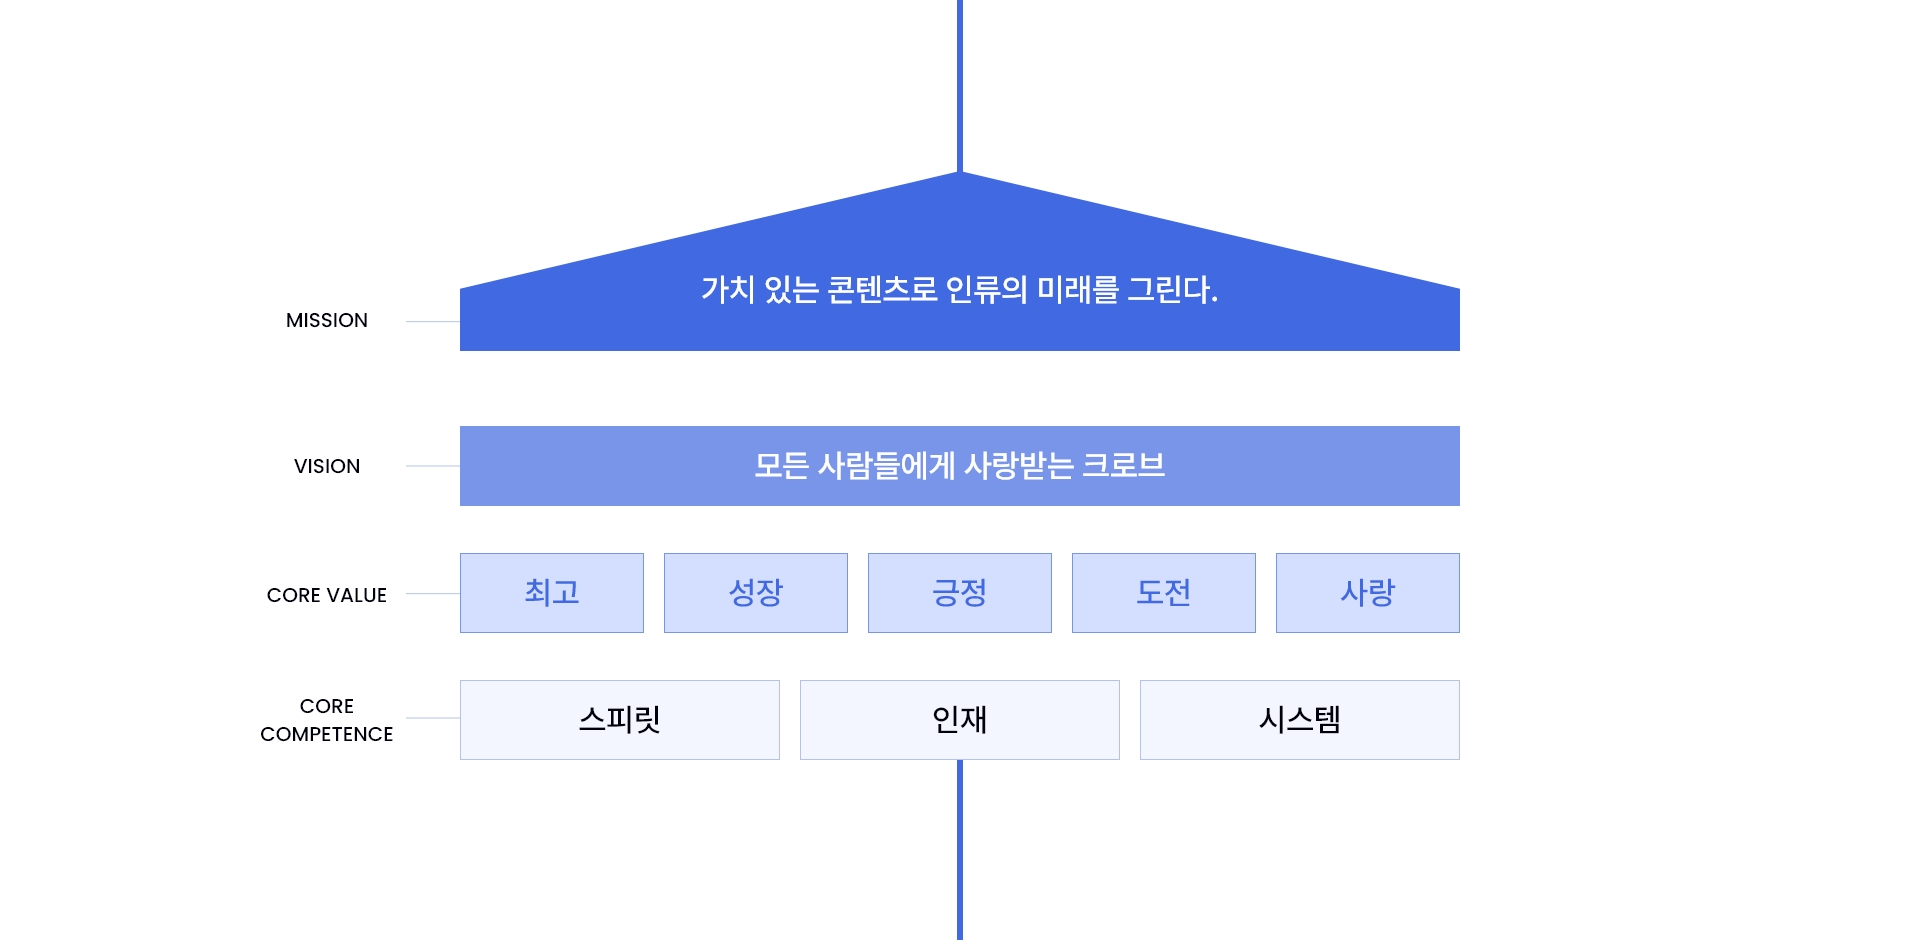 MISSION
가치 있는 콘텐츠로 인류의 미래를 그린다.
VISION
모든 사람들에게 사랑받는 크로브
CORE VALUE
최고
성장
긍정
도전
사랑
CORE
COMPETENCE
스피릿
인재
시스템